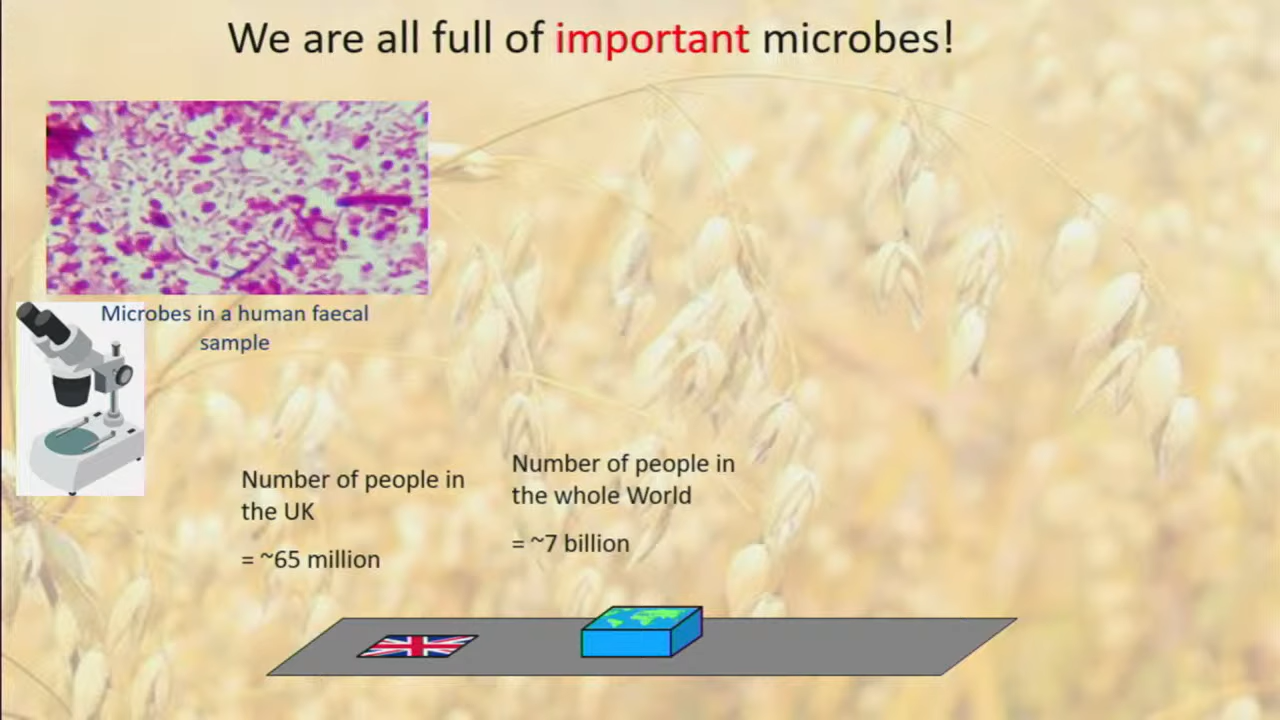 We are all full of important microbes!
Microbes in a human faecal
sample
Number of people in
the UK
= ~65 million
Number of people in
the whole World
= ~7 billion